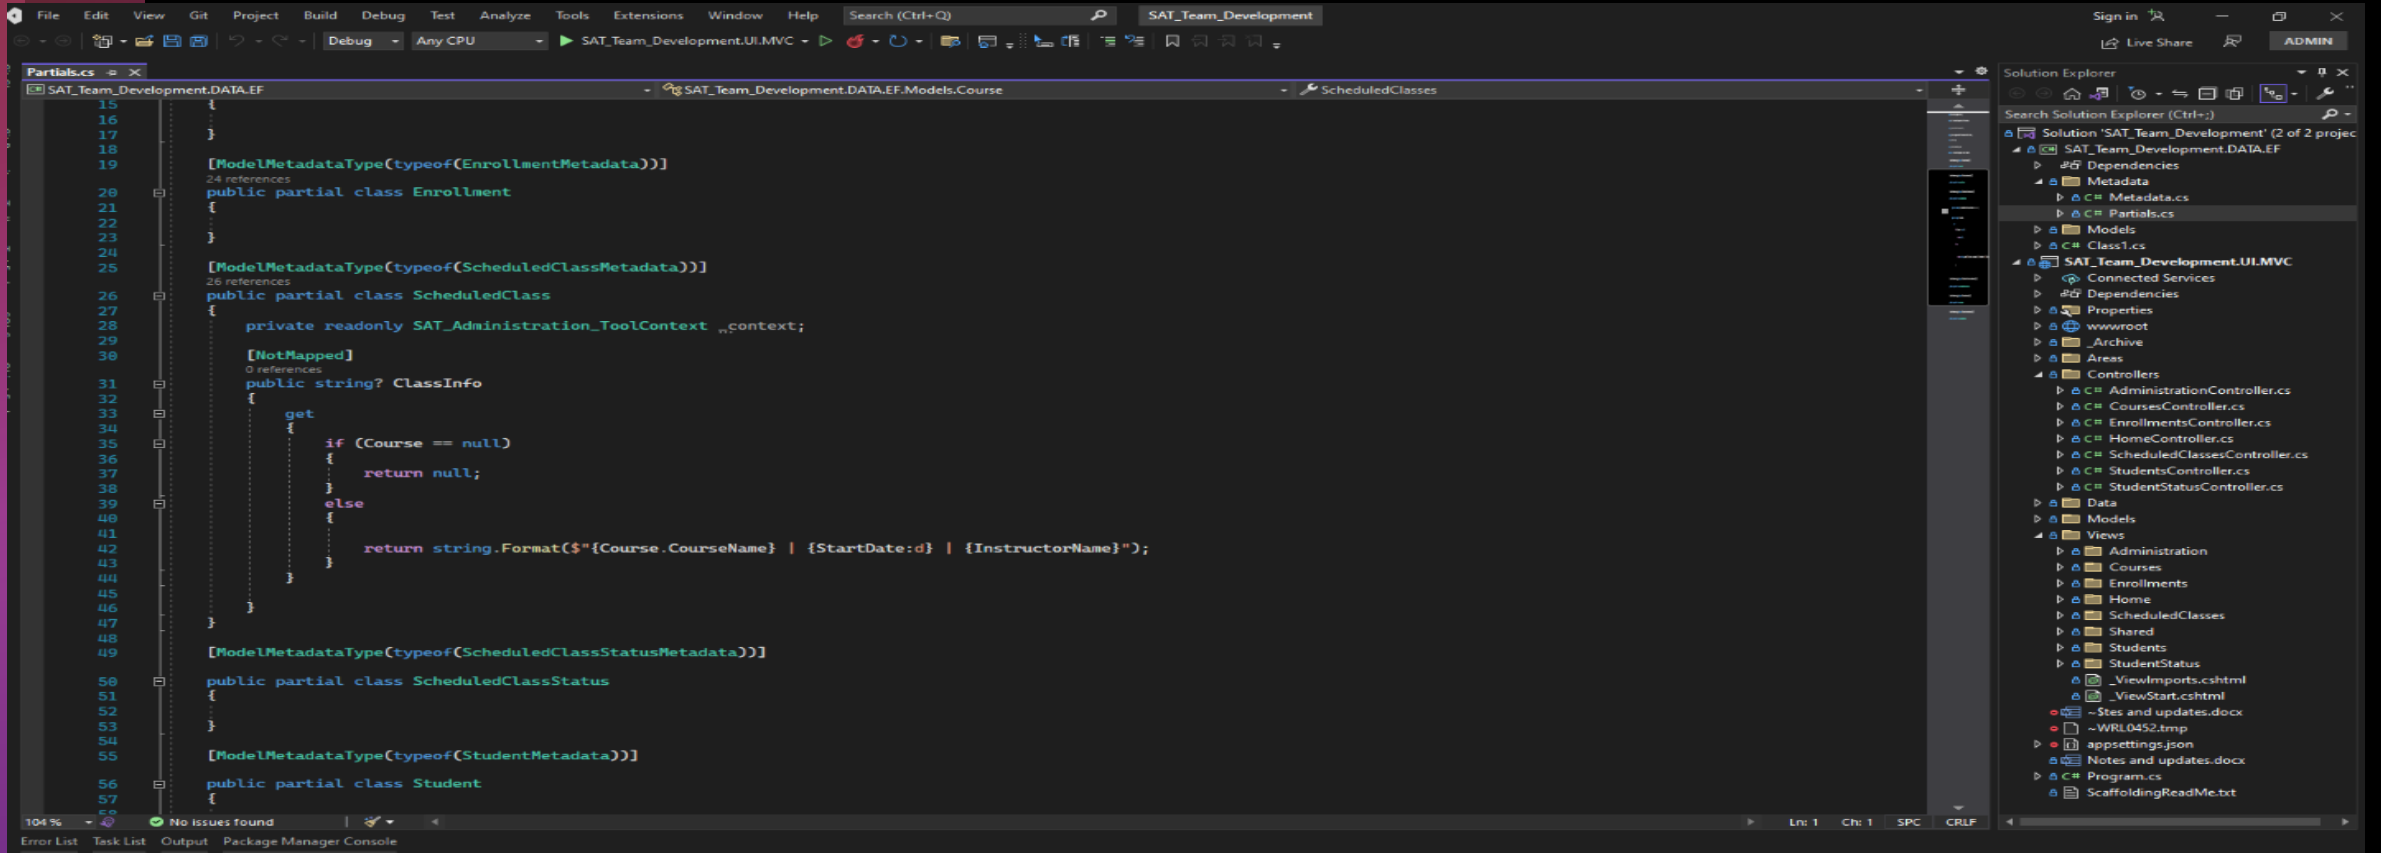 File Edit View Git Project Build Debug Test Analyze Tools Extensions Window Help Search (Ctrl+Q) SAT_Team_Development Sign in
Debug Any CPU SAT_Team_Development.UI.MVC Live Share ADMIN
Partials.cs
SAT_Team_Development.DATA.EF SAT_Team_Development.DATA.EF.Models.Course ScheduledClasses
15 {
16
17 }
18
19 [ModelMetadataType(typeof(EnrollmentMetadata))]
24 references
20 public partial class Enrollment
21 {
22
23 }
24
25 [ModelMetadataType(typeof(ScheduledClassMetadata))]
26 references
26 public partial class ScheduledClass
27 {
28 private readonly SAT_Administration_ToolContext _context;
29
30 [NotMapped]
0 references
31 public string? ClassInfo
32 {
33 get
34 {
35 if (Course == null)
36 {
37 return null;
38 }
39 else
40 {
41
42 return string.Format($"{Course.CourseName} | {StartDate:d} | {InstructorName}");
43 }
44 }
45
46 }
47 }
48
49 [ModelMetadataType(typeof(ScheduledClassStatusMetadata))]
50 public partial class ScheduledClassStatus
51 {
52
53 }
54
55 [ModelMetadataType(typeof(StudentMetadata))]
56 public partial class Student
57 {
58
104 % No issues found Ln: 1 Ch: 1 SPC CRLF
Error List Task List Output Package Manager Console
Solution Explorer
Search Solution Explorer (Ctrl+;)
Solution 'SAT_Team_Development' (2 of 2 projec
SAT_Team_Development.DATA.EF
Dependencies
Metadata
C# Metadata.cs
C# Partials.cs
Models
C# Class1.cs
SAT_Team_Development.UI.MVC
Connected Services
Dependencies
Properties
wwwroot
_Archive
Areas
Controllers
C# AdministrationController.cs
C# CoursesController.cs
C# EnrollmentsController.cs
C# HomeController.cs
C# ScheduledClassesController.cs
C# StudentsController.cs
C# StudentStatusController.cs
Data
Models
Views
Administration
Courses
Enrollments
Home
ScheduledClasses
Shared
Students
StudentStatus
_ViewImports.cshtml
_ViewStart.cshtml
~$tes and updates.docx
~WRL0452.tmp
appsettings.json
Notes and updates.docx
C# Program.cs
ScaffoldingReadMe.txt